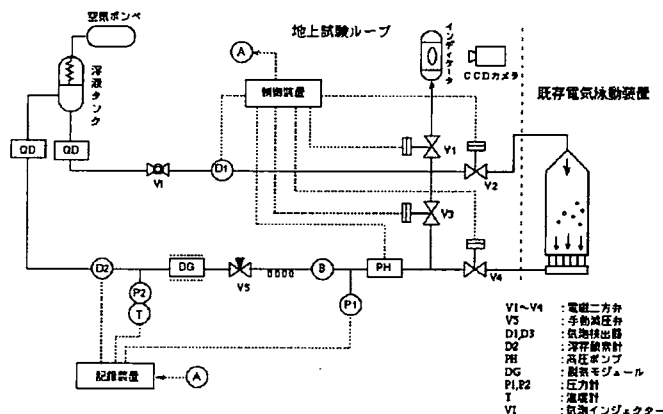 空気ボンベ
地上試験ループ
溶液タンク
インディケータ
CCDカメラ
既存電気泳動装置
A
制御装置
QD
QD
VI
D1
V1
V2
V3
D2
DG
V5
B
PH
V4
P2
T
P1
記録装置
A
V1~V4 :電磁二方弁
V5 :手動減圧弁
D1,D3 :気泡検出器
D2 :溶存酸素計
PH :高圧ポンプ
DG :脱気モジュール
P1,P2 :圧力計
T :温度計
VI :気泡インジェクター